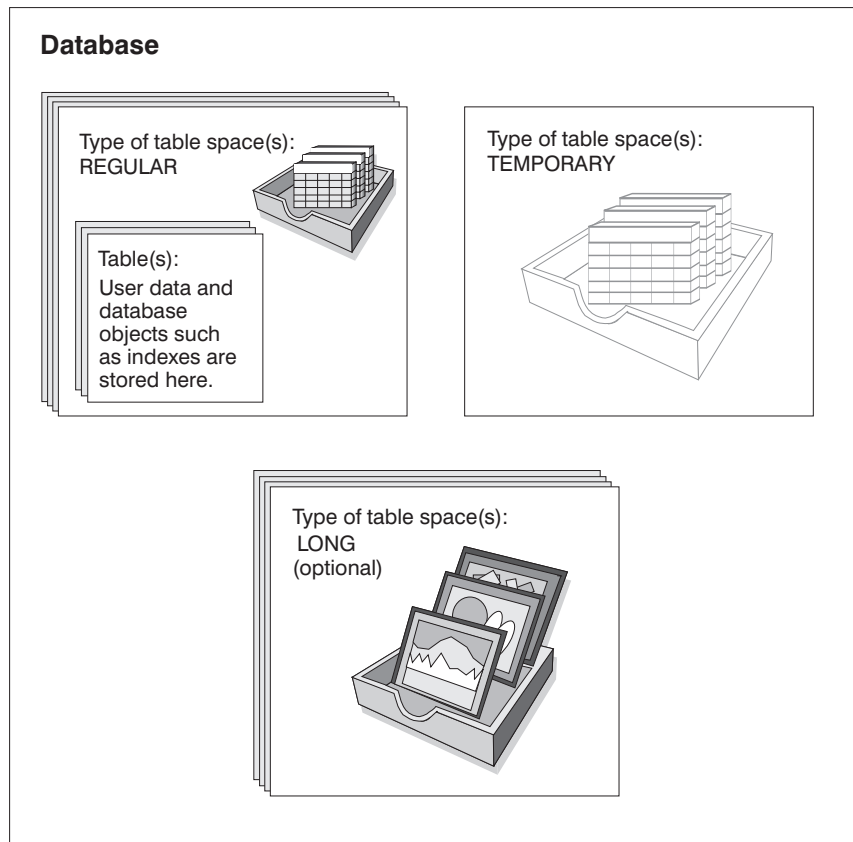 Database
Type of table space(s):
REGULAR
Table(s):
User data and
database
objects such
as indexes are
stored here.
Type of table space(s):
TEMPORARY
Type of table space(s):
LONG
(optional)